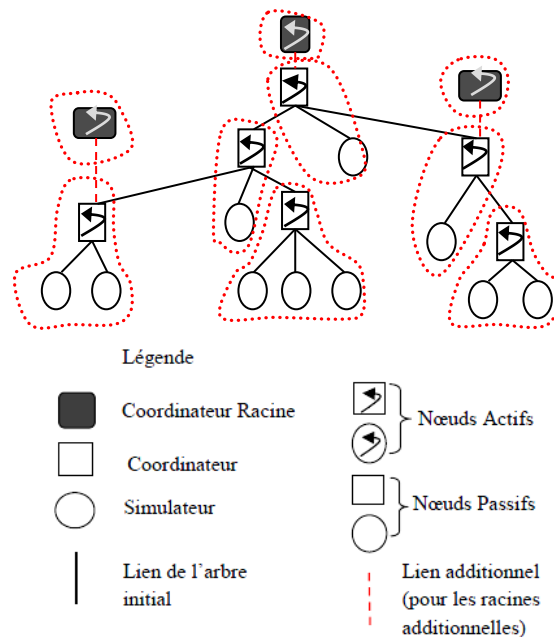 Légende
Coordinateur Racine
Coordinateur
Simulateur
Lien de l'arbre
initial
Nœuds Actifs
Nœuds Passifs
Lien additionnel
(pour les racines
additionnelles)